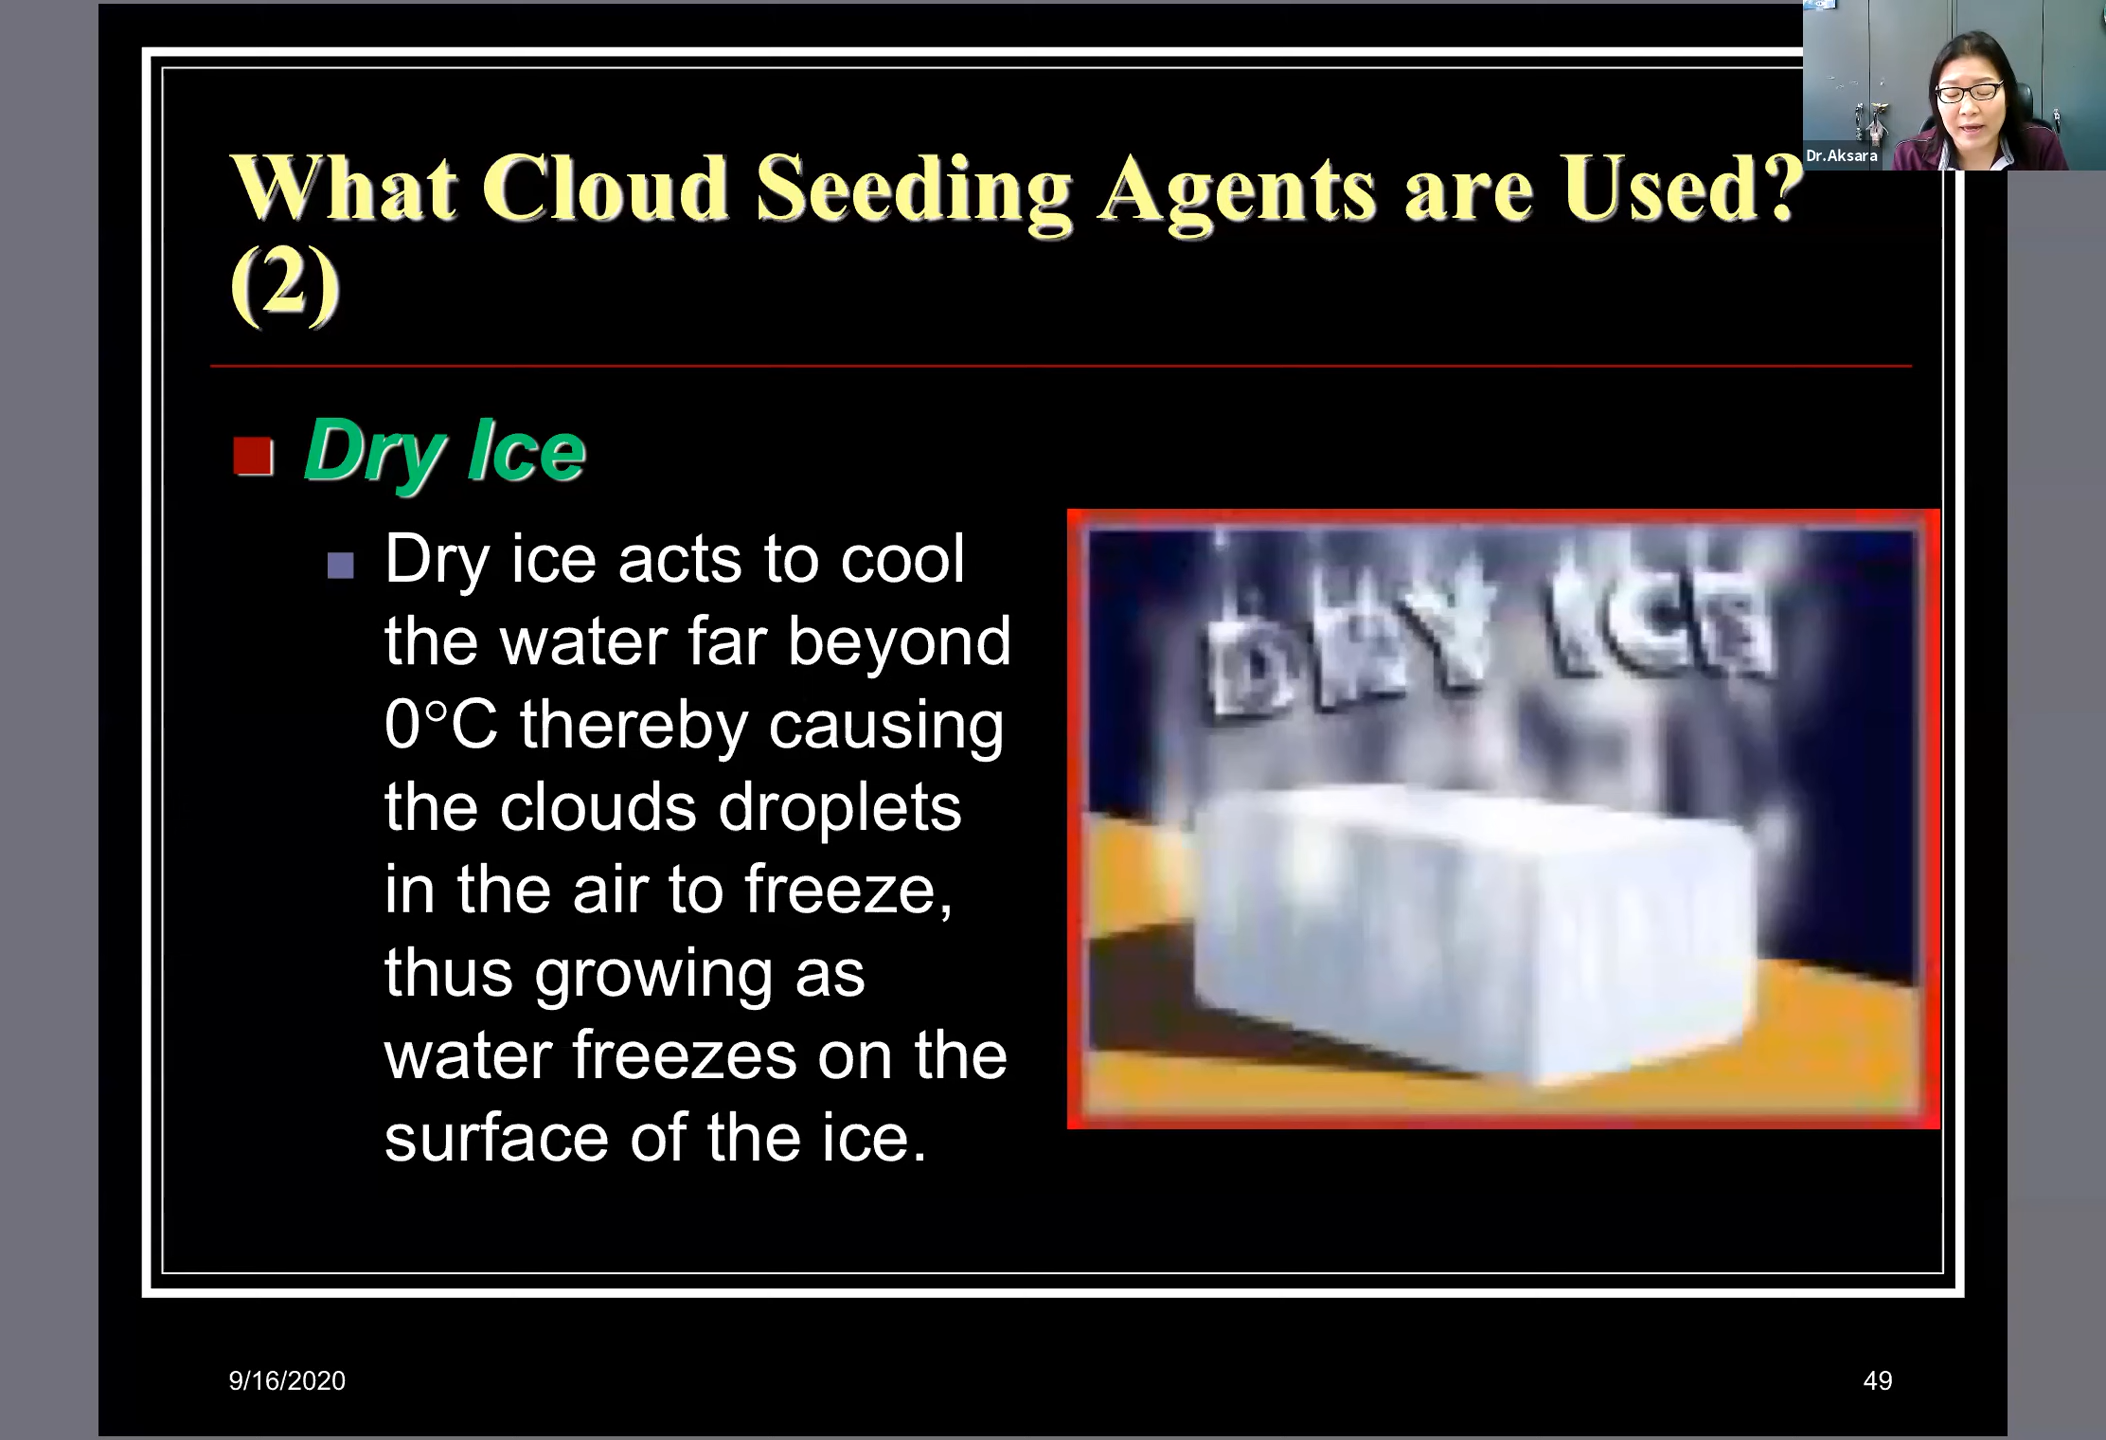 What Cloud Seeding Agents are Used?
(2)
Dr.Aksara
Dry Ice
Dry ice acts to cool
the water far beyond
0°C thereby causing
the clouds droplets
in the air to freeze,
thus growing as
water freezes on the
surface of the ice.
DRY ICE
9/16/2020
49